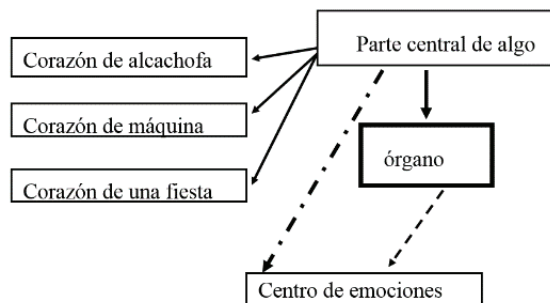 Parte central de algo
Corazón de alcachofa
Corazón de máquina
órgano
Corazón de una fiesta
Centro de emociones